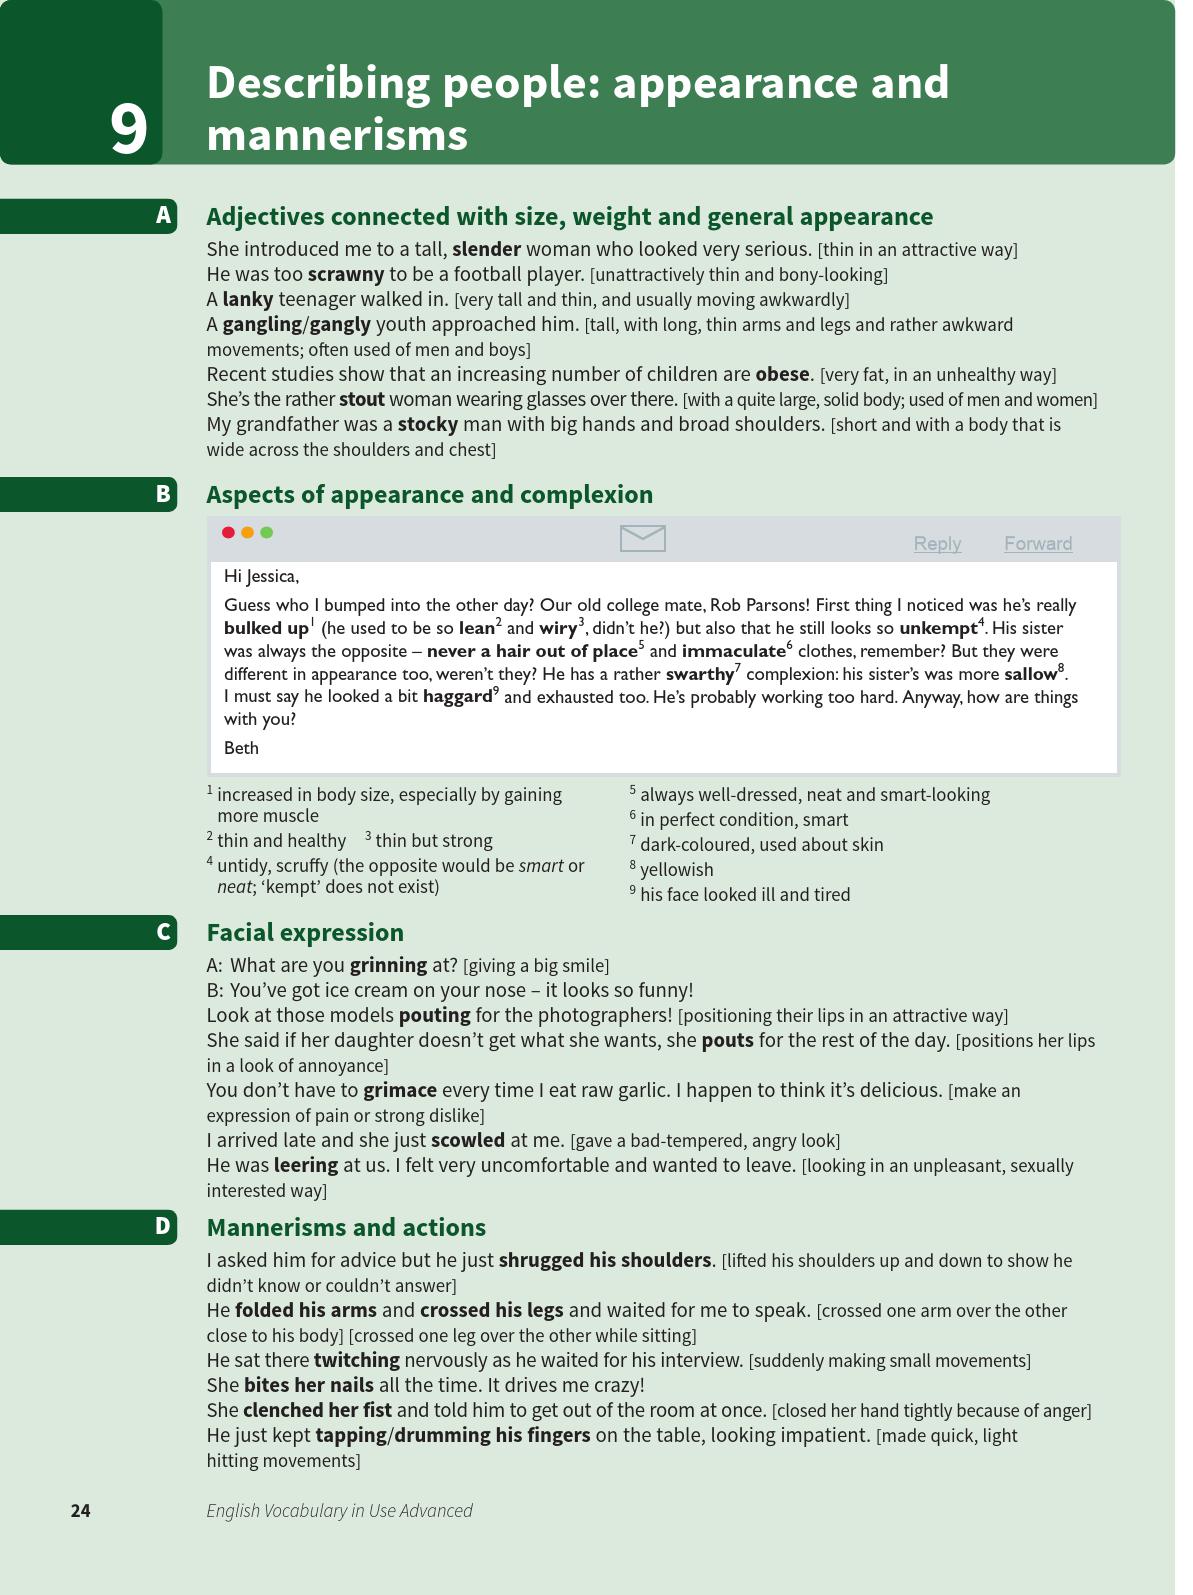 9
Describing people: appearance and
mannerisms
A
Adjectives connected with size, weight and general appearance
She introduced me to a tall, slender woman who looked very serious. [thin in an attractive way]
He was too scrawny to be a football player. [unattractively thin and bony-looking]
A lanky teenager walked in. [very tall and thin, and usually moving awkwardly]
A gangling/gangly youth approached him. [tall, with long, thin arms and legs and rather awkward
movements; often used of men and boys]
Recent studies show that an increasing number of children are obese. [very fat, in an unhealthy way]
She's the rather stout woman wearing glasses over there. [with a quite large, solid body; used of men and women]
My grandfather was a stocky man with big hands and broad shoulders. [short and with a body that is
wide across the shoulders and chest]
B
Aspects of appearance and complexion
Reply Forward
Hi Jessica,
Guess who I bumped into the other day? Our old college mate, Rob Parsons! First thing I noticed was he's really
bulked up1 (he used to be so lean2 and wiry3, didn't he?) but also that he still looks so unkempt4. His sister
was always the opposite – never a hair out of place5 and immaculate6 clothes, remember? But they were
different in appearance too, weren't they? He has a rather swarthy7 complexion: his sister's was more sallow8.
I must say he looked a bit haggard9 and exhausted too. He's probably working too hard. Anyway, how are things
with you?
Beth
1 increased in body size, especially by gaining
more muscle
2 thin and healthy 3 thin but strong
4 untidy, scruffy (the opposite would be smart or
neat; 'kempt' does not exist)
5 always well-dressed, neat and smart-looking
6 in perfect condition, smart
7 dark-coloured, used about skin
8 yellowish
9 his face looked ill and tired
C
Facial expression
A: What are you grinning at? [giving a big smile]
B: You've got ice cream on your nose – it looks so funny!
Look at those models pouting for the photographers! [positioning their lips in an attractive way]
She said if her daughter doesn't get what she wants, she pouts for the rest of the day. [positions her lips
in a look of annoyance]
You don't have to grimace every time I eat raw garlic. I happen to think it's delicious. [make an
expression of pain or strong dislike]
I arrived late and she just scowled at me. [gave a bad-tempered, angry look]
He was leering at us. I felt very uncomfortable and wanted to leave. [looking in an unpleasant, sexually
interested way]
D
Mannerisms and actions
I asked him for advice but he just shrugged his shoulders. [lifted his shoulders up and down to show he
didn't know or couldn't answer]
He folded his arms and crossed his legs and waited for me to speak. [crossed one arm over the other
close to his body] [crossed one leg over the other while sitting]
He sat there twitching nervously as he waited for his interview. [suddenly making small movements]
She bites her nails all the time. It drives me crazy!
She clenched her fist and told him to get out of the room at once. [closed her hand tightly because of anger]
He just kept tapping/drumming his fingers on the table, looking impatient. [made quick, light
hitting movements]
24 English Vocabulary in Use Advanced